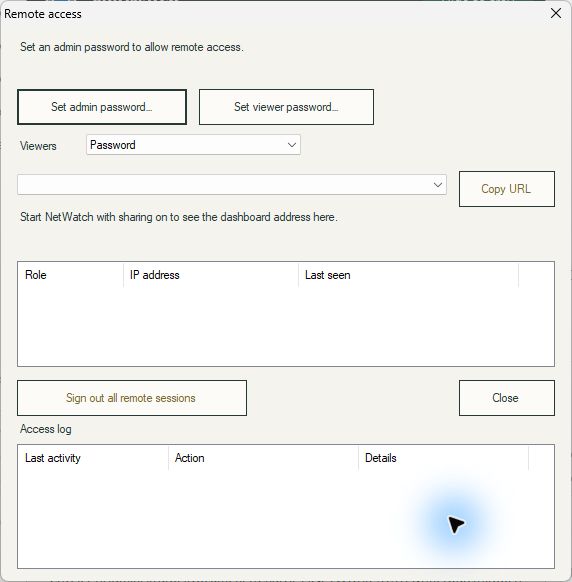 Remote access
Set an admin password to allow remote access.
Set admin password...
Set viewer password...
Viewers
Password
Copy URL
Start NetWatch with sharing on to see the dashboard address here.
Role
IP address
Last seen
Sign out all remote sessions
Close
Access log
Last activity
Action
Details